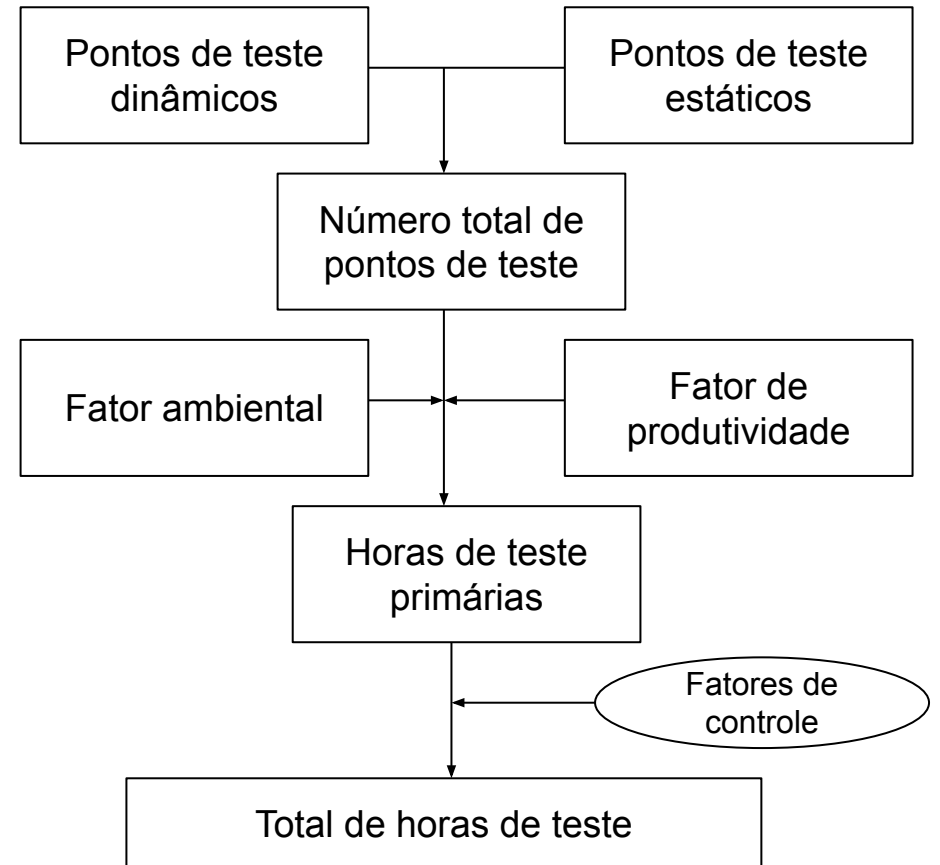 Pontos de teste
dinâmicos
Pontos de teste
estáticos
Número total de
pontos de teste
Fator ambiental
Fator de
produtividade
Horas de teste
primárias
Fatores de
controle
Total de horas de teste